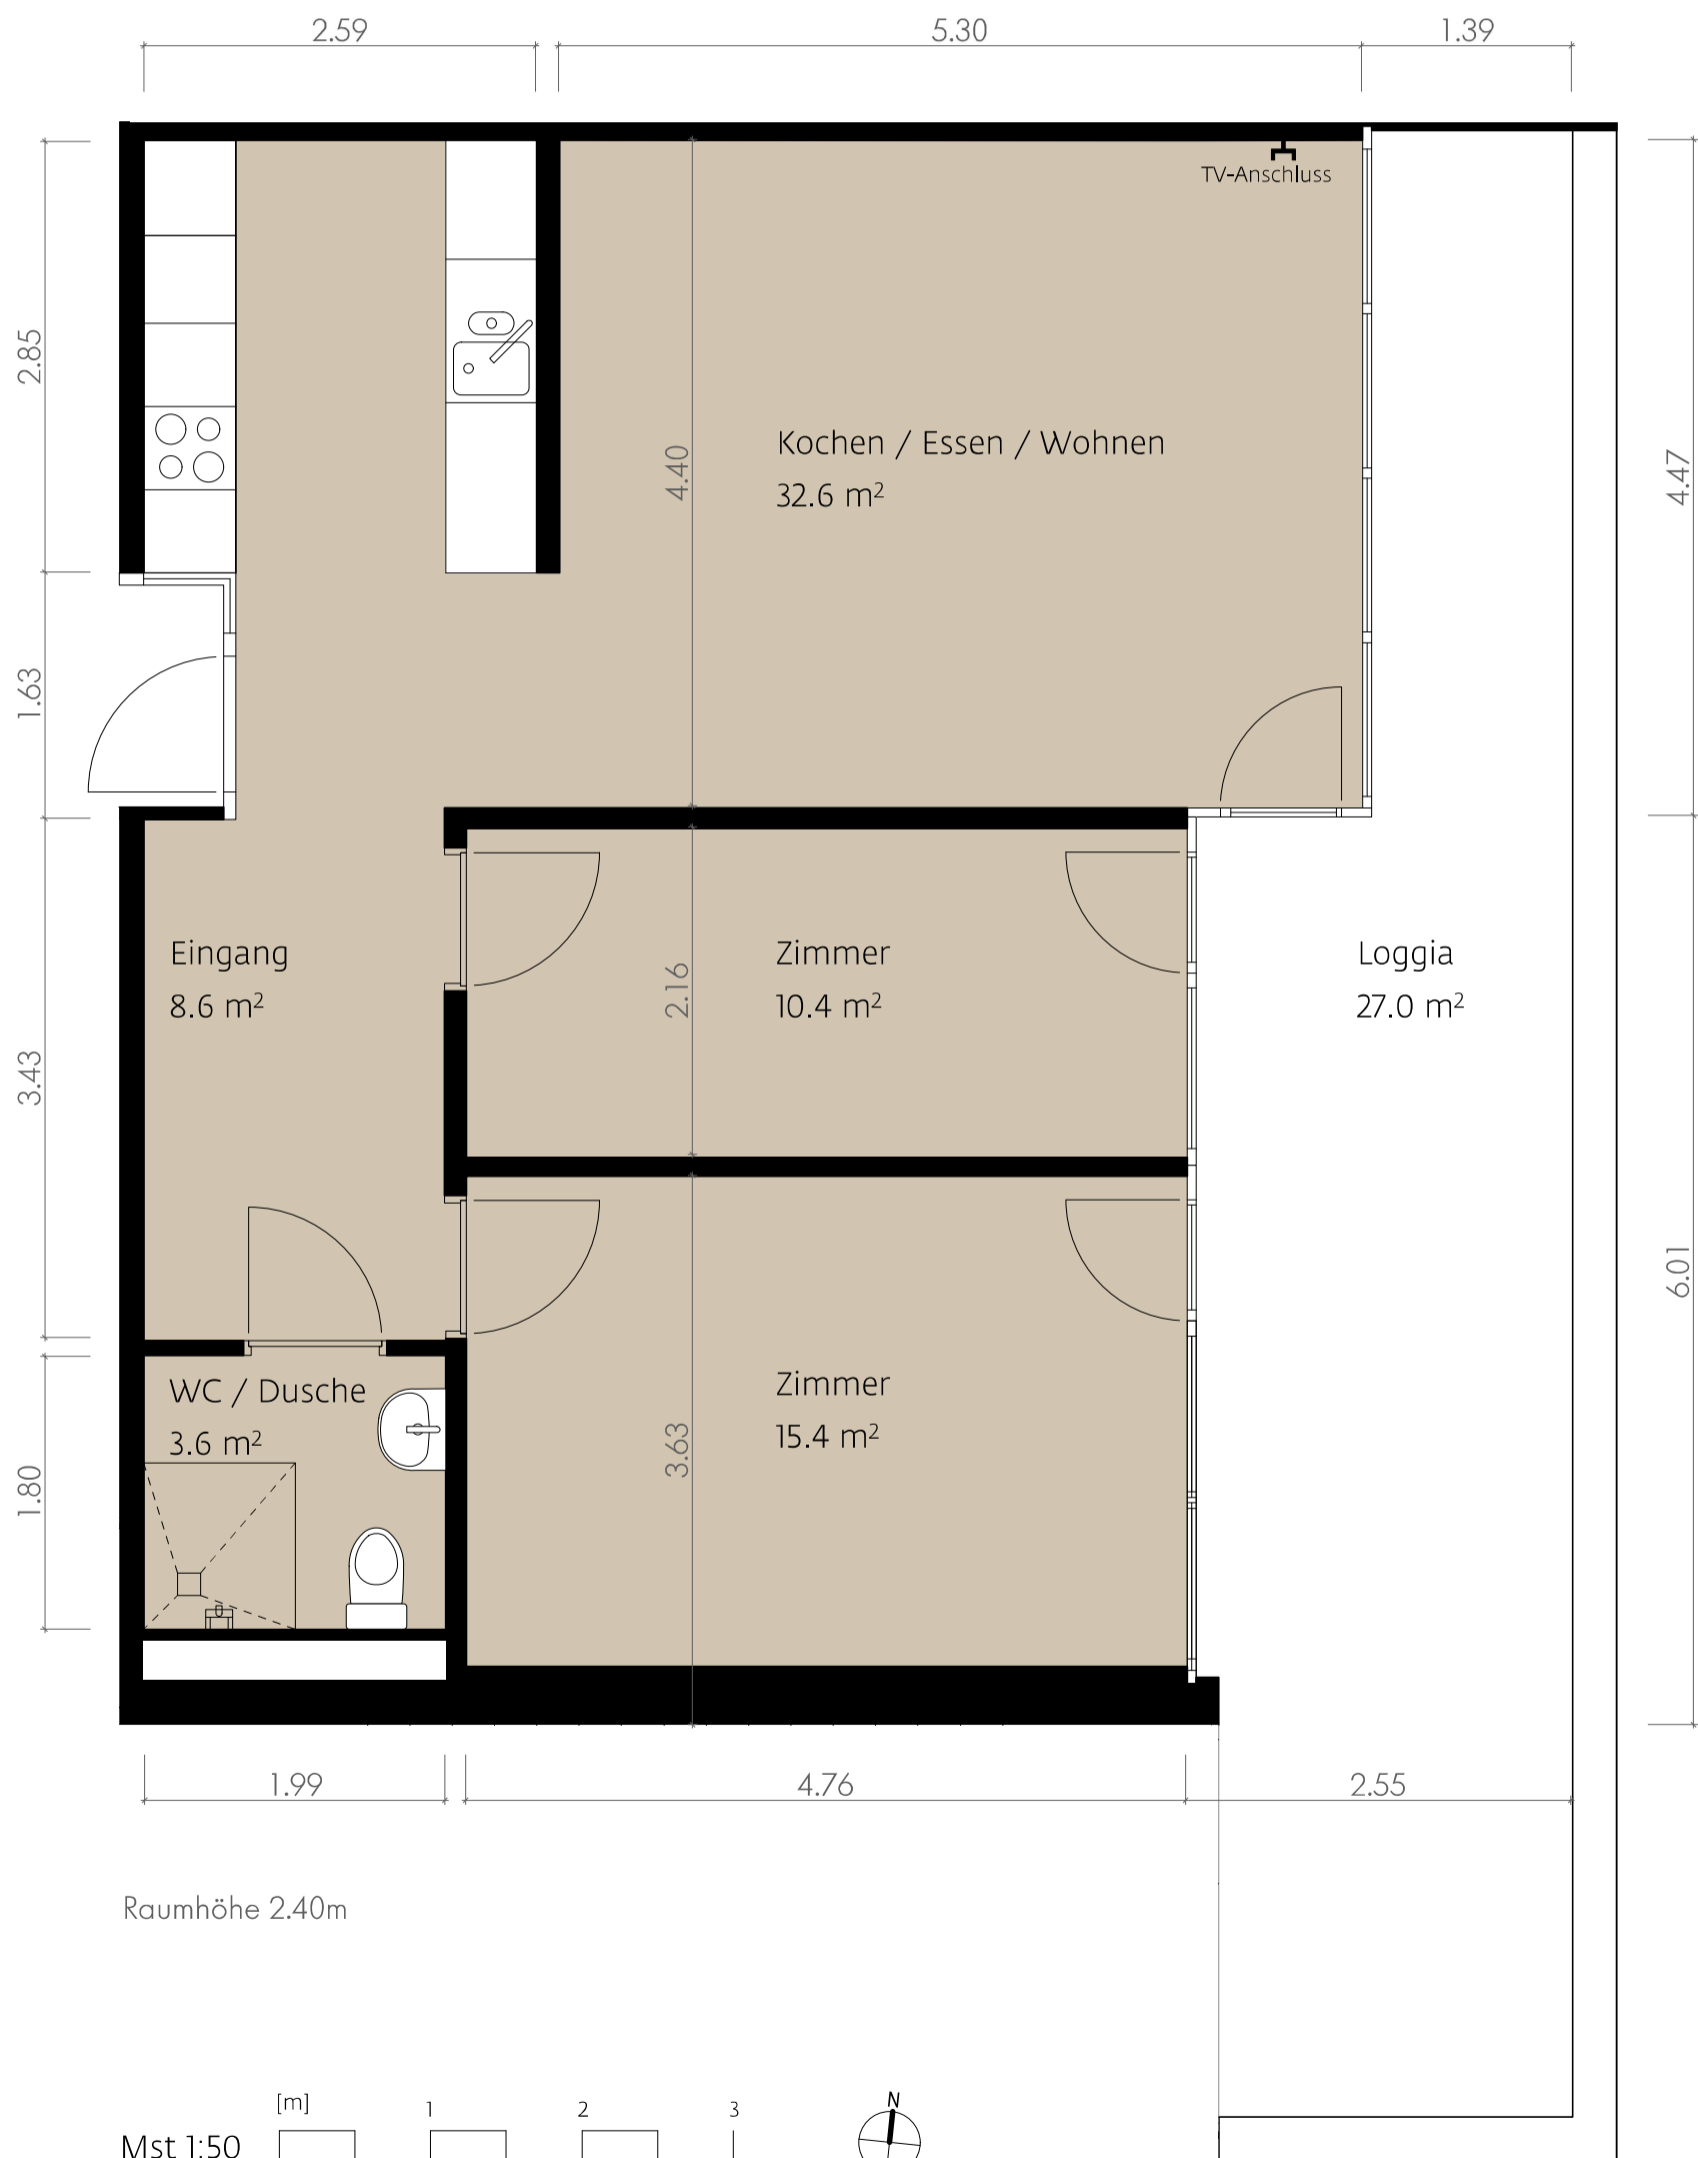 2.59
5.30
1.39
TV-Anschluss
2.85
Kochen / Essen / Wohnen
32.6 m²
4.40
4.47
1.63
Eingang
8.6 m²
Zimmer
10.4 m²
2.16
Loggia
27.0 m²
3.43
6.01
WC / Dusche
3.6 m²
Zimmer
15.4 m²
3.63
1.80
1.99
4.76
2.55
Raumhöhe 2.40m
[m]
1
2
3
N
Mst 1:50